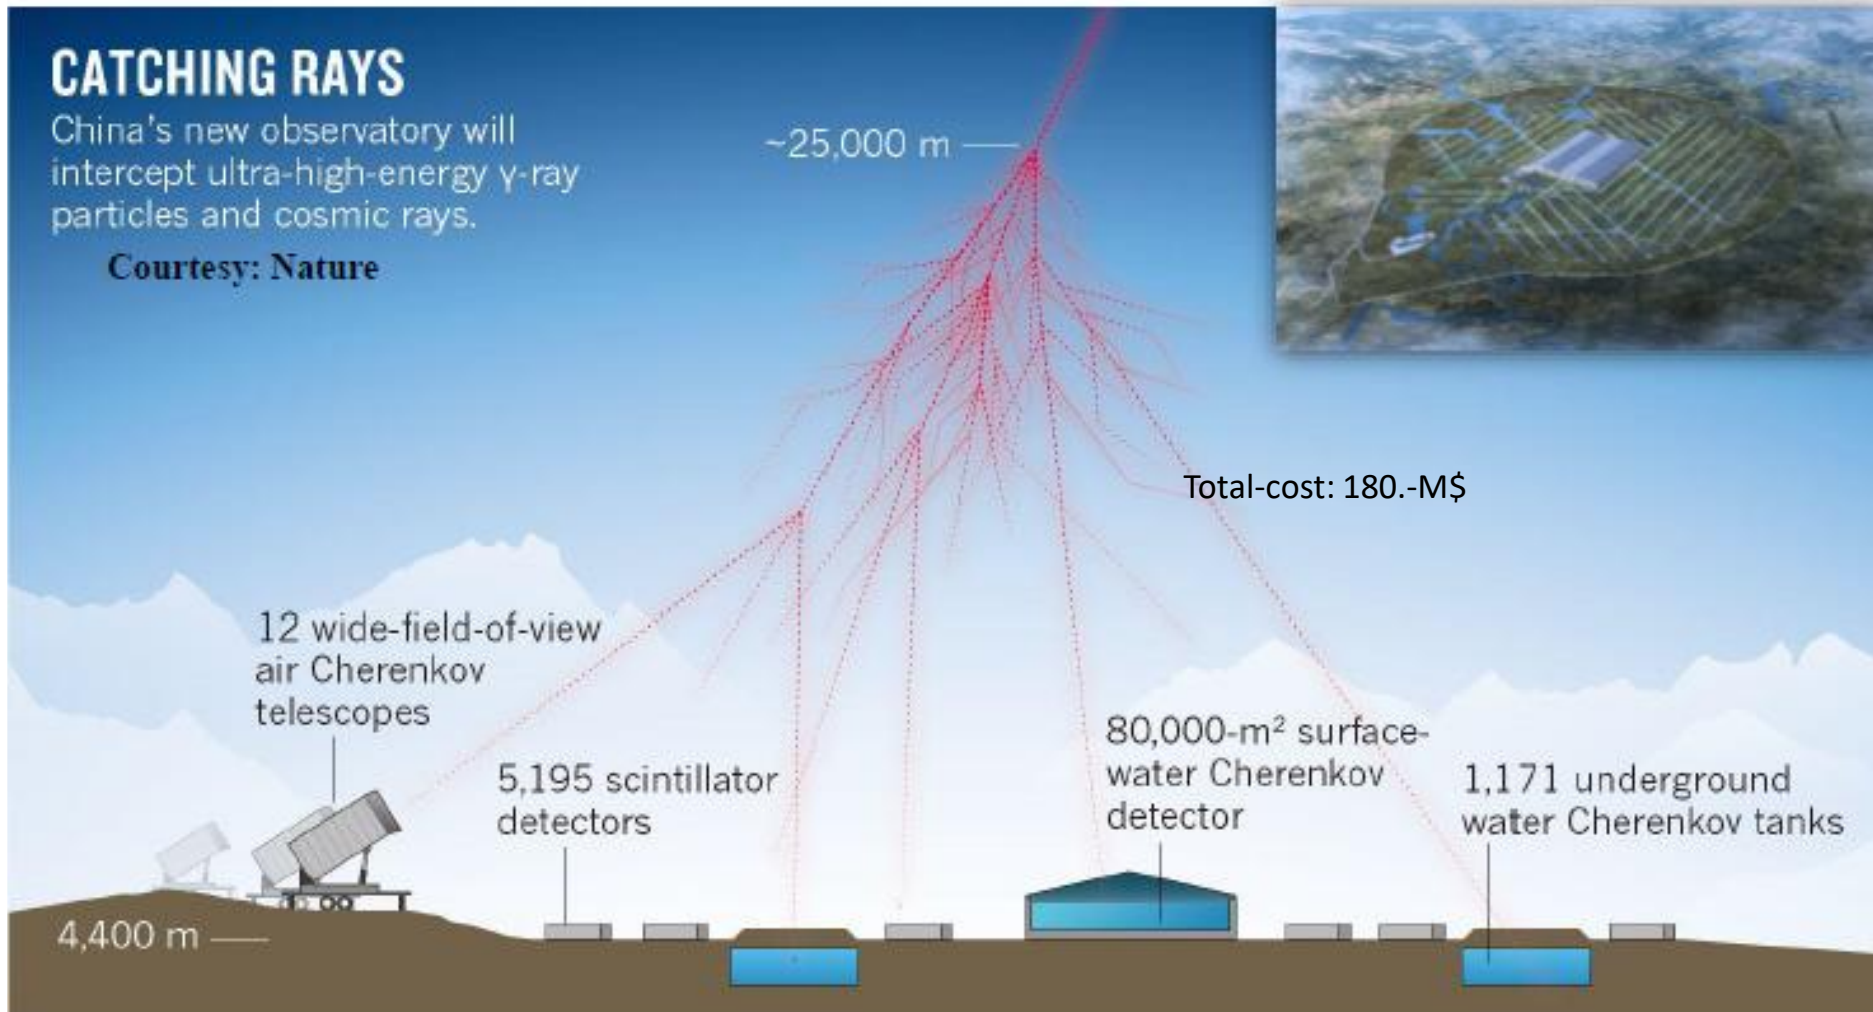 CATCHING RAYS
China's new observatory will
intercept ultra-high-energy γ-ray
particles and cosmic rays.
Courtesy: Nature
~25,000 m
Total-cost: 180.-M$
12 wide-field-of-view
air Cherenkov
telescopes
5,195 scintillator
detectors
80,000-m² surface-
water Cherenkov
detector
1,171 underground
water Cherenkov tanks
4,400 m